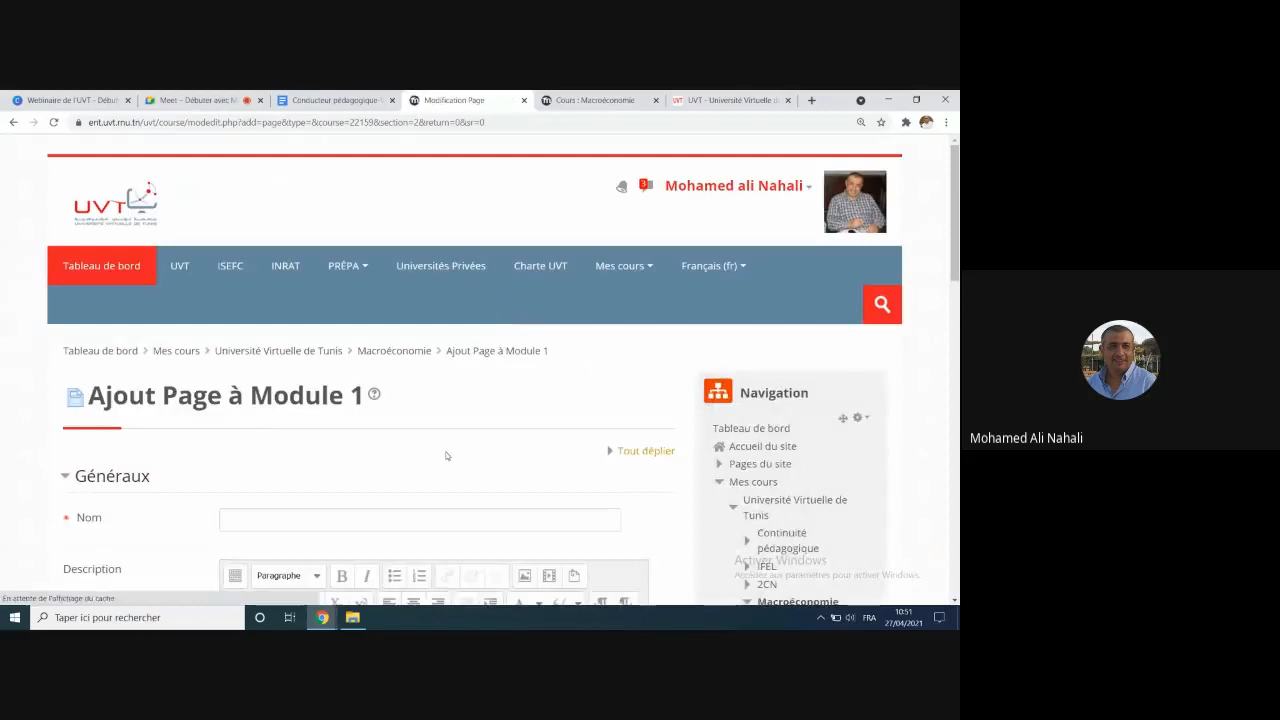 Webinaire de l'UVT - Débu
Meet – Débuter avec M
Conducteur pédagogique-
Modification Page
Cours : Macroéconomie
UVT - Université Virtuelle d
ent.uvt.rnu.tn/uvt/course/modedit.php?add=page&type=&course=22159&section=2&return=0&sr=0
UVT
3
Mohamed ali Nahali
Tableau de bord
UVT
ISEFC
INRAT
PRÉPA
Universités Privées
Charte UVT
Mes cours
Français (fr)
Tableau de bord > Mes cours > Université Virtuelle de Tunis > Macroéconomie > Ajout Page à Module 1
Ajout Page à Module 1
Tout déplier
Généraux
Nom
Description
Paragraphe
B I
Navigation
Tableau de bord
Accueil du site
Pages du site
Mes cours
Université Virtuelle de
Tunis
Continuité
pédagogique
IFEL
2CN
Macroéconomie
Activer Windows
Accédez aux paramètres pour activer Windows.
En attente de l'affichage du cache
Taper ici pour rechercher
FRA
10:51
27/04/2021
Mohamed Ali Nahali